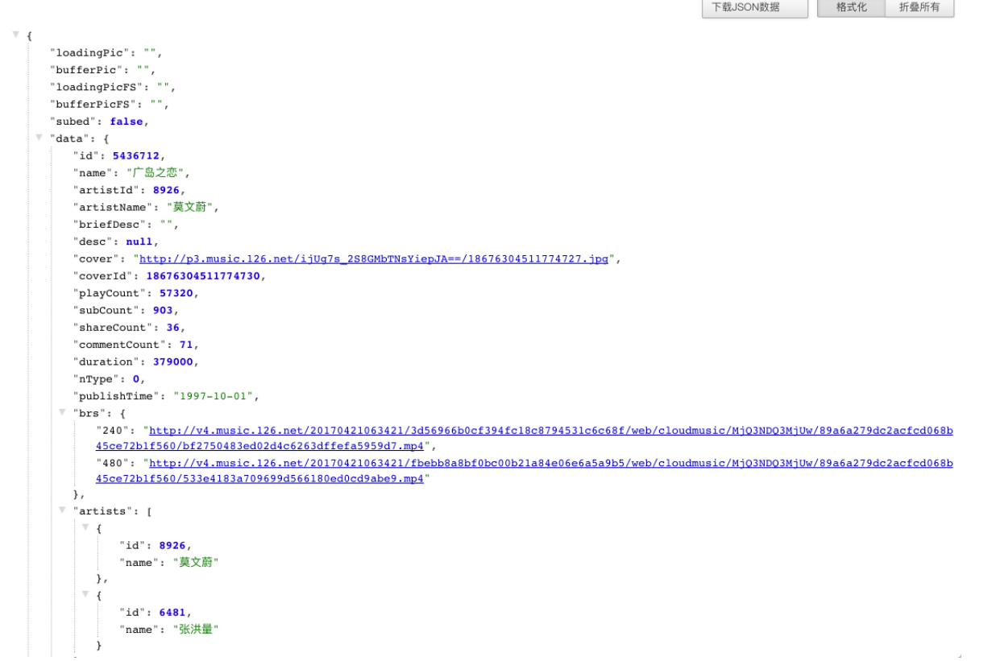 下载JSON数据 格式化 折叠所有
{
"loadingPic": "",
"bufferPic": "",
"loadingPicFS": "",
"bufferPicFS": "",
"subed": false,
"data": {
"id": 5436712,
"name": "广岛之恋",
"artistId": 8926,
"artistName": "莫文蔚",
"briefDesc": "",
"desc": null,
"cover": "http://p3.music.126.net/ijUg7s_2S8GMbTNsYiepJA==/18676304511774727.jpg",
"coverId": 18676304511774730,
"playCount": 57320,
"subCount": 903,
"shareCount": 36,
"commentCount": 71,
"duration": 379000,
"nType": 0,
"publishTime": "1997-10-01",
"brs": {
"240": "http://v4.music.126.net/20170421063421/3d56966b0cf394fc18c8794531c6c68f/web/cloudmusic/MjQ3NDQ3MjUw/89a6a279dc2acfcd068b
45ce72b1f560/bf2750483ed02d4c6263dffefa5959d7.mp4",
"480": "http://v4.music.126.net/20170421063421/fbebb8a8bf0bc00b21a84e06e6a5a9b5/web/cloudmusic/MjQ3NDQ3MjUw/89a6a279dc2acfcd068b
45ce72b1f560/533e4183a709699d566180ed0cd9abe9.mp4"
},
"artists": [
{
"id": 8926,
"name": "莫文蔚"
},
{
"id": 6481,
"name": "张洪量"
}